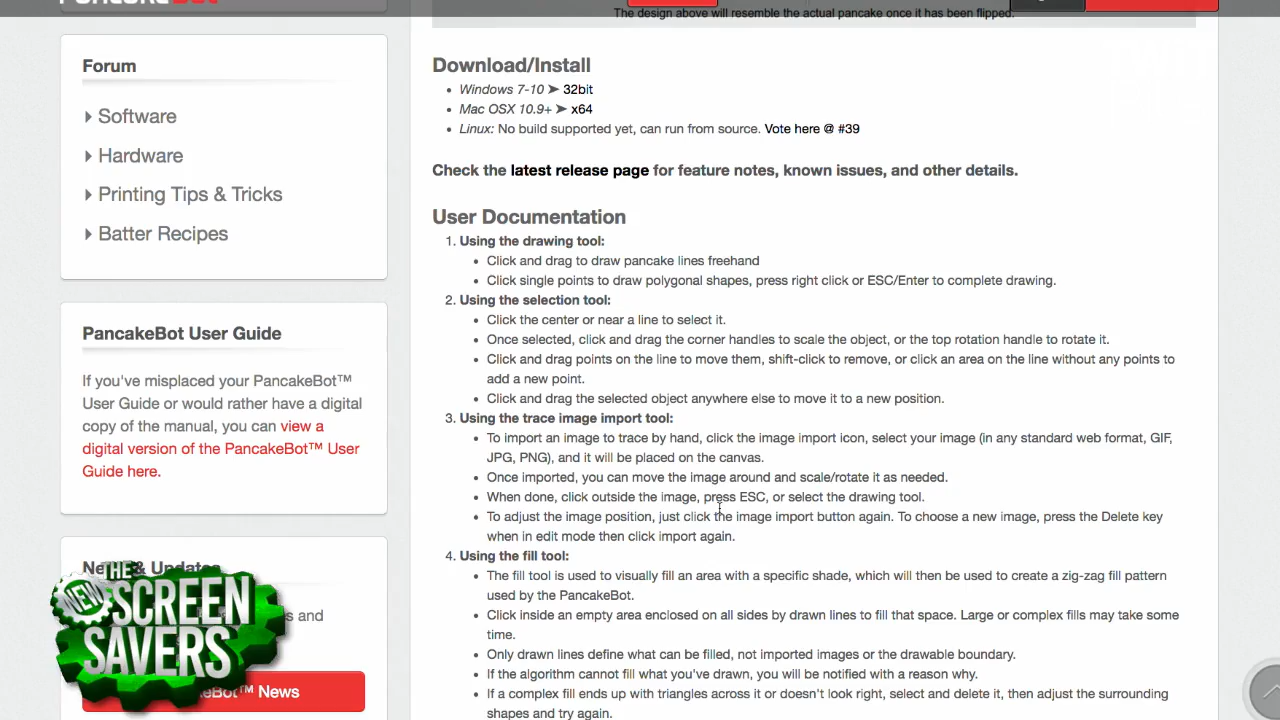 The design above will resemble the actual pancake once it has been flipped.
Forum
Software
Hardware
Printing Tips & Tricks
Batter Recipes
PancakeBot User Guide
If you've misplaced your PancakeBot™
User Guide or would rather have a digital
copy of the manual, you can view a
digital version of the PancakeBot™ User
Guide here.
News & Updates
s and
eBot™ News
THE
NEW
SCREEN
SAVERS
Download/Install
Windows 7-10 ➤ 32bit
Mac OSX 10.9+ ➤ x64
Linux: No build supported yet, can run from source. Vote here @ #39
Check the latest release page for feature notes, known issues, and other details.
User Documentation
1. Using the drawing tool:
Click and drag to draw pancake lines freehand
Click single points to draw polygonal shapes, press right click or ESC/Enter to complete drawing.
2. Using the selection tool:
Click the center or near a line to select it.
Once selected, click and drag the corner handles to scale the object, or the top rotation handle to rotate it.
Click and drag points on the line to move them, shift-click to remove, or click an area on the line without any points to
add a new point.
Click and drag the selected object anywhere else to move it to a new position.
3. Using the trace image import tool:
To import an image to trace by hand, click the image import icon, select your image (in any standard web format, GIF,
JPG, PNG), and it will be placed on the canvas.
Once imported, you can move the image around and scale/rotate it as needed.
When done, click outside the image, press ESC, or select the drawing tool.
To adjust the image position, just click the image import button again. To choose a new image, press the Delete key
when in edit mode then click import again.
4. Using the fill tool:
The fill tool is used to visually fill an area with a specific shade, which will then be used to create a zig-zag fill pattern
used by the PancakeBot.
Click inside an empty area enclosed on all sides by drawn lines to fill that space. Large or complex fills may take some
time.
Only drawn lines define what can be filled, not imported images or the drawable boundary.
If the algorithm cannot fill what you've drawn, you will be notified with a reason why.
If a complex fill ends up with triangles across it or doesn't look right, select and delete it, then adjust the surrounding
shapes and try again.